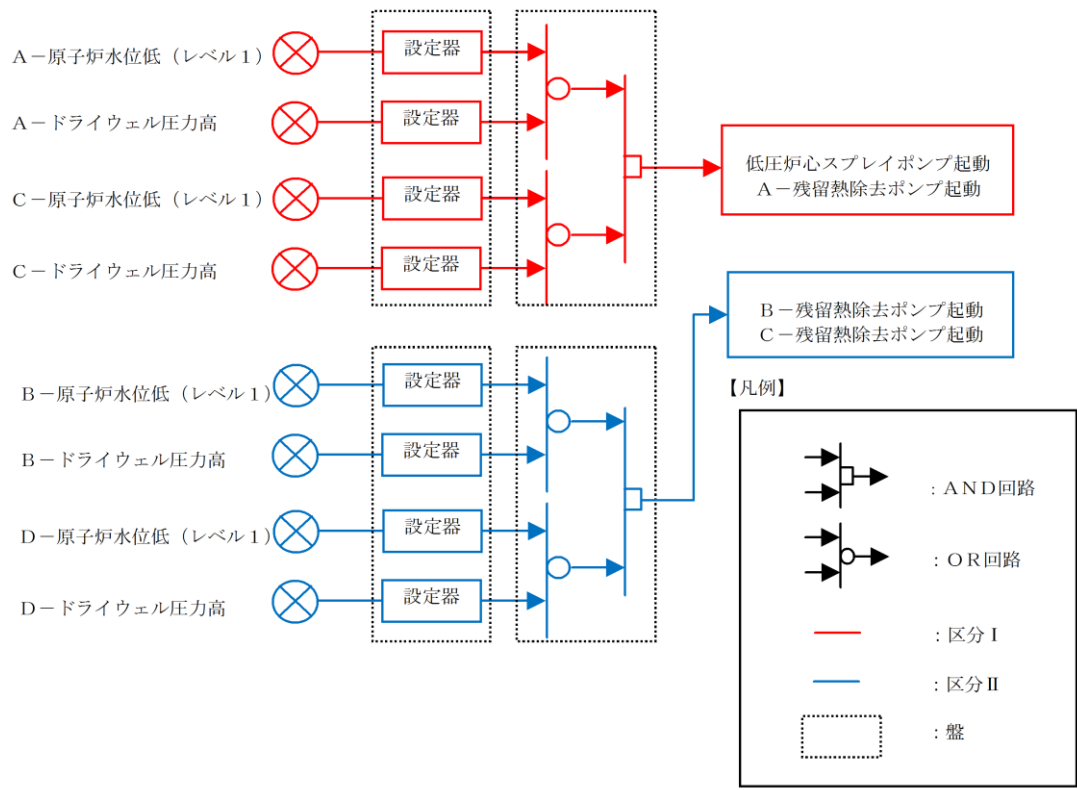 A－原子炉水位低（レベル１）
設定器
A－ドライウェル圧力高
設定器
C－原子炉水位低（レベル１）
設定器
C－ドライウェル圧力高
設定器
低圧炉心スプレイポンプ起動
A－残留熱除去ポンプ起動
B－残留熱除去ポンプ起動
C－残留熱除去ポンプ起動
B－原子炉水位低（レベル１）
設定器
B－ドライウェル圧力高
設定器
D－原子炉水位低（レベル１）
設定器
D－ドライウェル圧力高
設定器
【凡例】
：AND回路
：OR回路
：区分Ⅰ
：区分Ⅱ
：盤